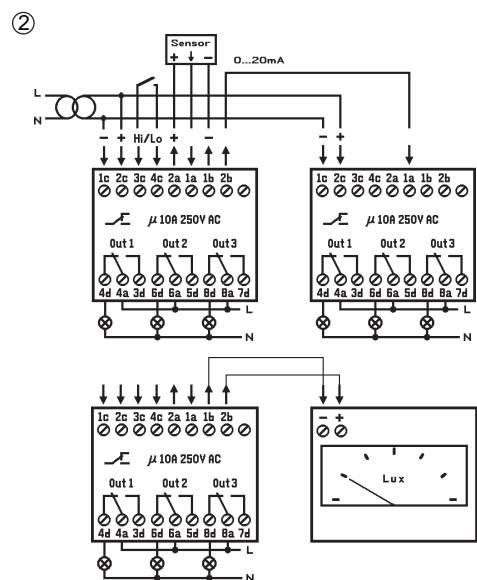 ②
Sensor
+ ↓ −
0...20mA
L
N
− + Hi/Lo + −
− +
1c 2c 3c 4c 2a 1a 1b 2b
1c 2c 3c 4c 2a 1a 1b 2b
µ 10A 250V AC
µ 10A 250V AC
Out 1 Out 2 Out 3
Out 1 Out 2 Out 3
4d 4a 3d 6d 6a 5d 8d 8a 7d
4d 4a 3d 6d 6a 5d 8d 8a 7d
L
L
N
N
1c 2c 3c 4c 2a 1a 1b 2b
− +
µ 10A 250V AC
Lux
Out 1 Out 2 Out 3
4d 4a 3d 6d 6a 5d 8d 8a 7d
L
N